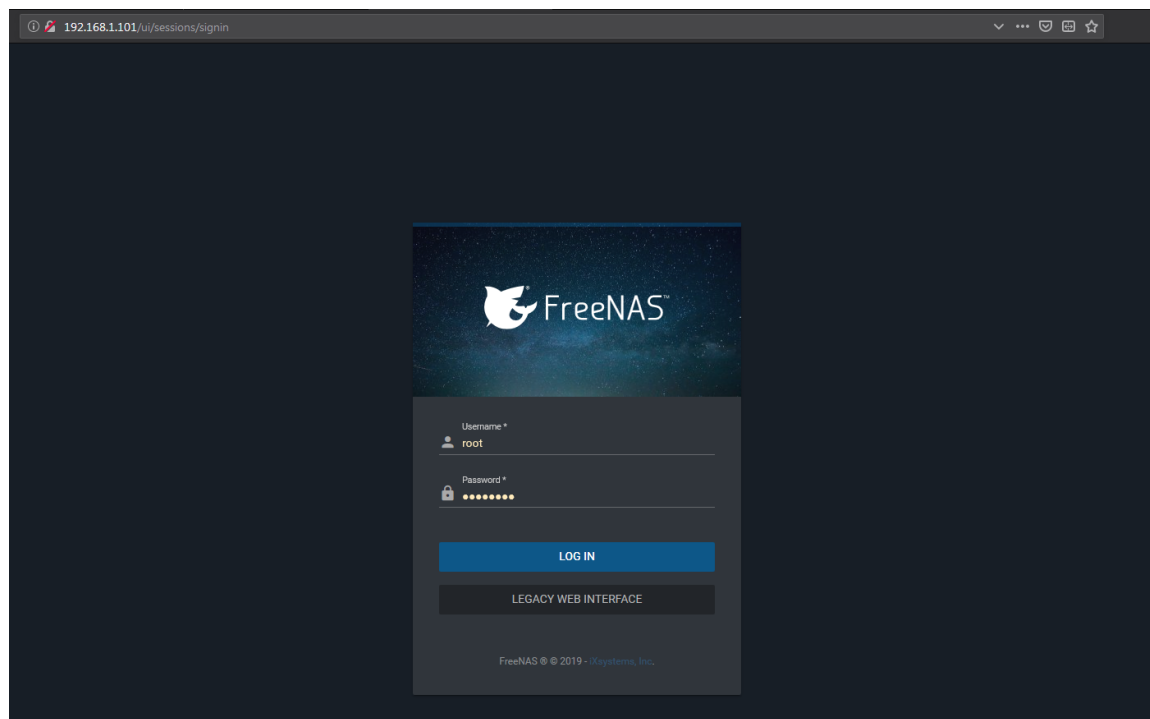 192.168.1.101/ui/sessions/signin
FreeNAS™
Username *
root
Password *
••••••••
LOG IN
LEGACY WEB INTERFACE
FreeNAS ® © 2019 - iXsystems, Inc.